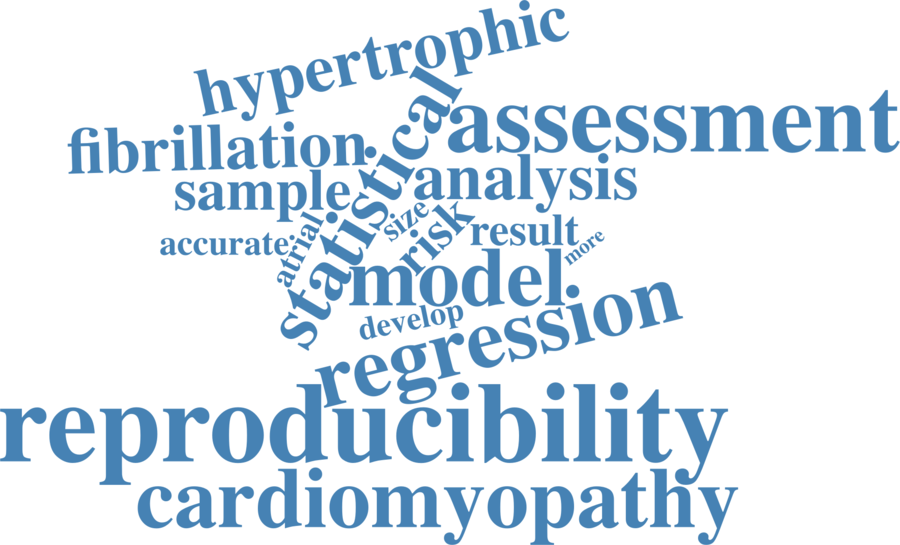 hypertrophic
statistical
assessment
fibrillation
sample
analysis
size
risk
result
accurate
atrial
more
model
develop
regression
reproducibility
cardiomyopathy